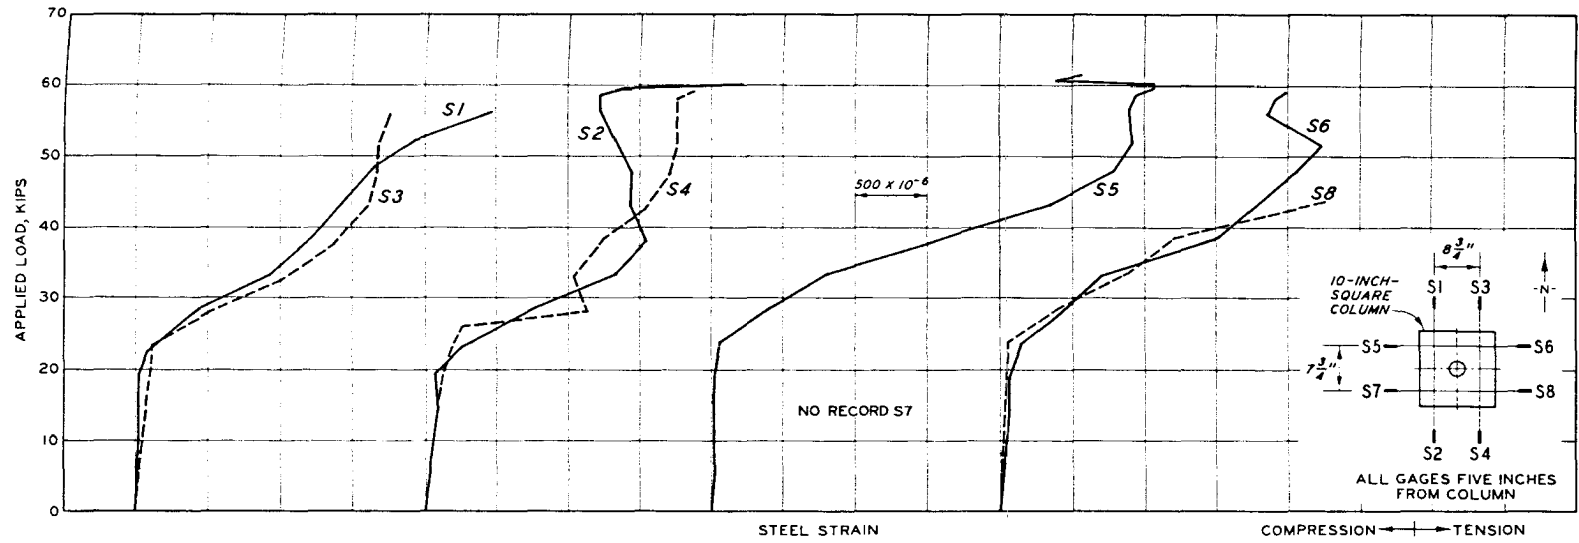 70
60
50
40
30
20
10
0
APPLIED LOAD, KIPS
S1
S3
S2
S4
500 X 10⁻⁶
S5
S6
S8
NO RECORD S7
8 3/4"
-N-
10-INCH-
SQUARE
COLUMN
S1 S3
S5 S6
7 3/4"
S7 S8
S2 S4
ALL GAGES FIVE INCHES
FROM COLUMN
STEEL STRAIN
COMPRESSION TENSION